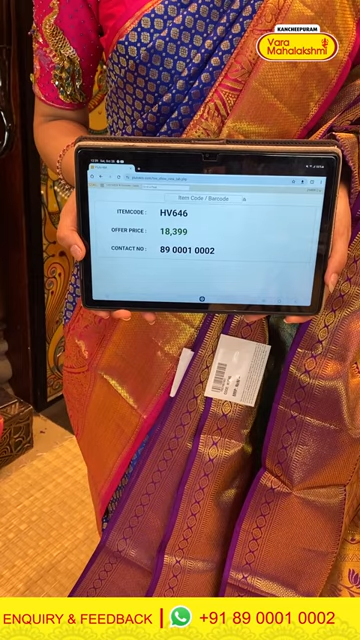 KANCHEEPURAM
Vara
Mahalakshmi
Item Code / Barcode
ITEMCODE : HV646
OFFER PRICE : 18,399
CONTACT NO : 89 0001 0002
ENQUIRY & FEEDBACK | +91 89 0001 0002